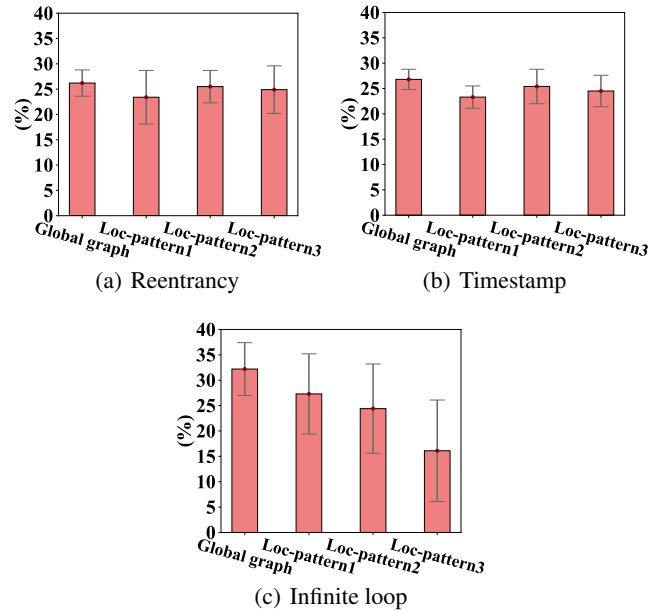 40
35
30
25
20
15
10
5
0
(%)
Global graph
Loc-pattern1
Loc-pattern2
Loc-pattern3
(a) Reentrancy
40
35
30
25
20
15
10
5
0
(%)
Global graph
Loc-pattern1
Loc-pattern2
Loc-pattern3
(b) Timestamp
40
35
30
25
20
15
10
5
0
(%)
Global graph
Loc-pattern1
Loc-pattern2
Loc-pattern3
(c) Infinite loop